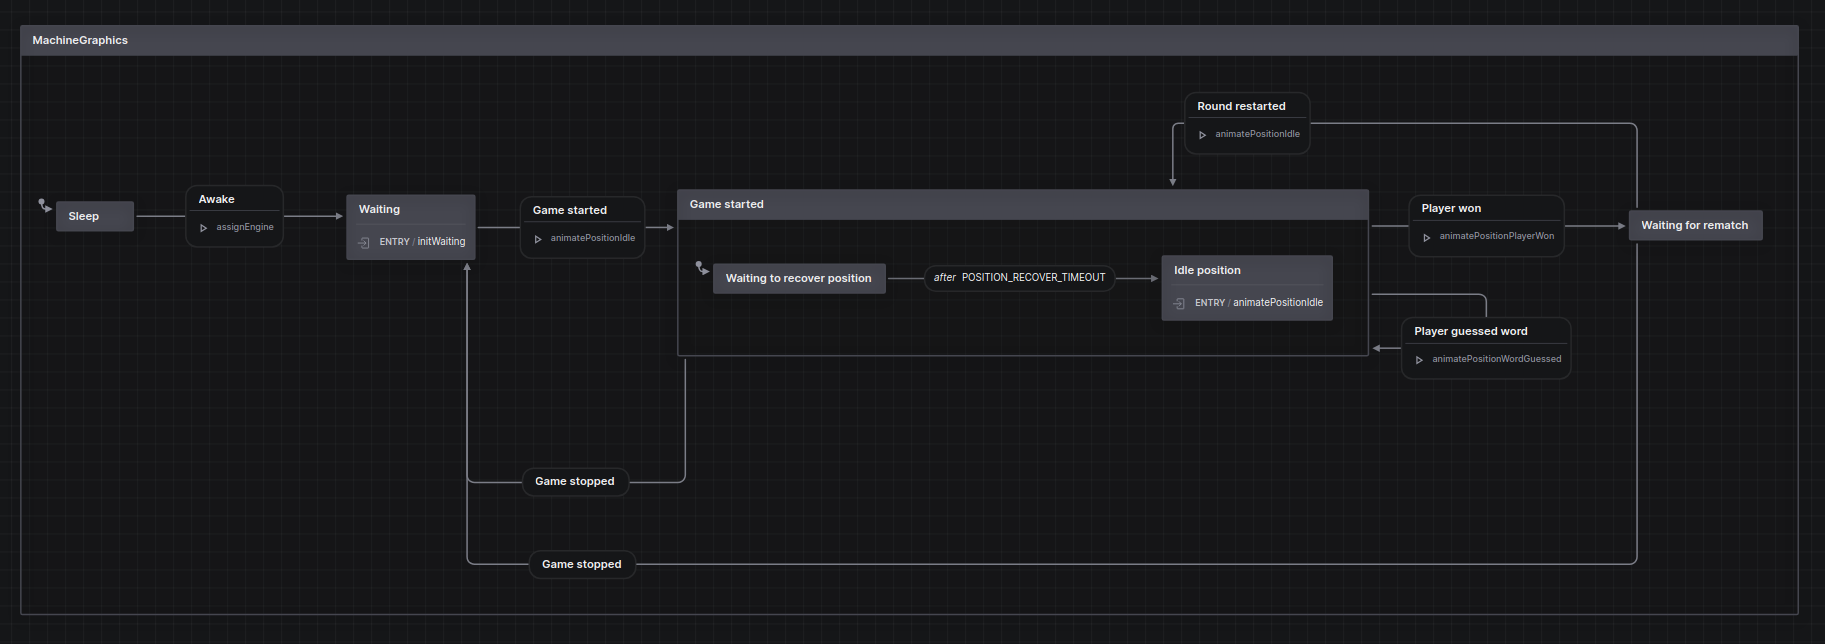 MachineGraphics
Round restarted
animatePositionIdle
Sleep
Awake
assignEngine
Waiting
ENTRY / initWaiting
Game started
animatePositionIdle
Game started
Waiting to recover position
after POSITION_RECOVER_TIMEOUT
Idle position
ENTRY / animatePositionIdle
Player won
animatePositionPlayerWon
Waiting for rematch
Player guessed word
animatePositionWordGuessed
Game stopped
Game stopped